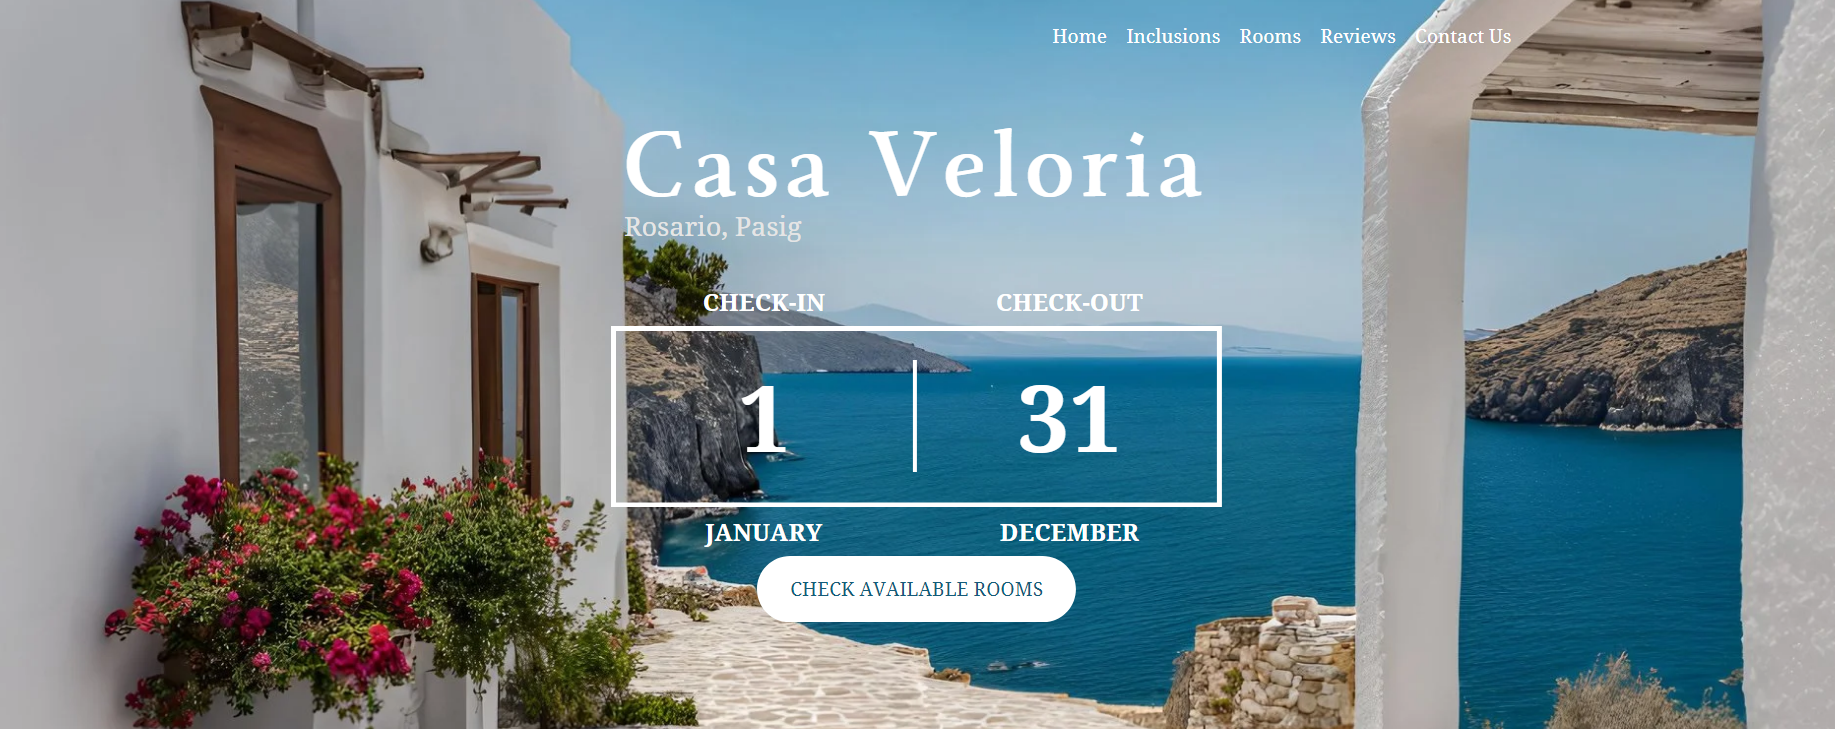 Home Inclusions Rooms Reviews Contact Us
Casa Veloria
Rosario, Pasig
CHECK-IN CHECK-OUT
1 31
JANUARY DECEMBER
CHECK AVAILABLE ROOMS